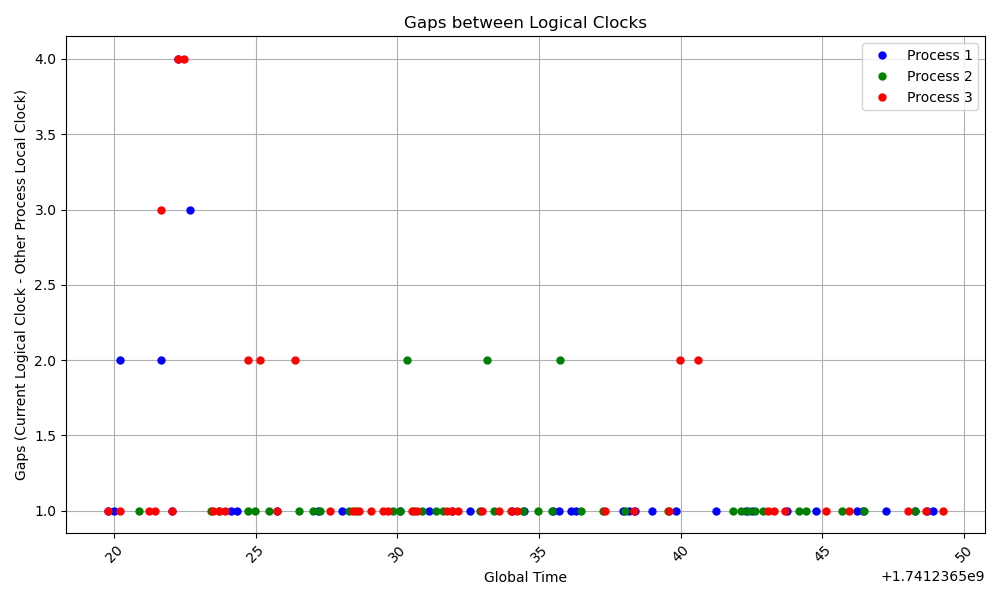 Gaps between Logical Clocks
Gaps (Current Logical Clock - Other Process Local Clock)
4.0
3.5
3.0
2.5
2.0
1.5
1.0
Process 1
Process 2
Process 3
20
25
30
35
40
45
50
Global Time
+1.7412365e9